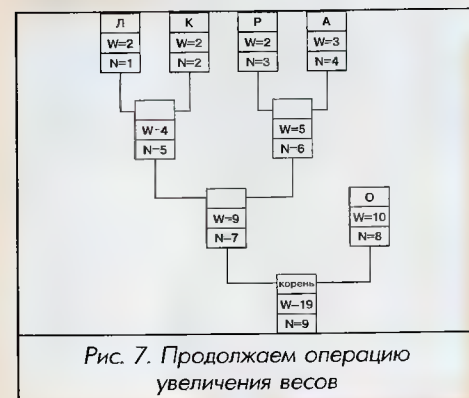 Л К Р А
W=2 W=2 W=2 W=3
N=1 N=2 N=3 N=4
W-4 W=5
N-5 N-6
W=9 О
N-7 W=10
N=8
корень
W-19
N=9
Рис. 7. Продолжаем операцию
увеличения весов